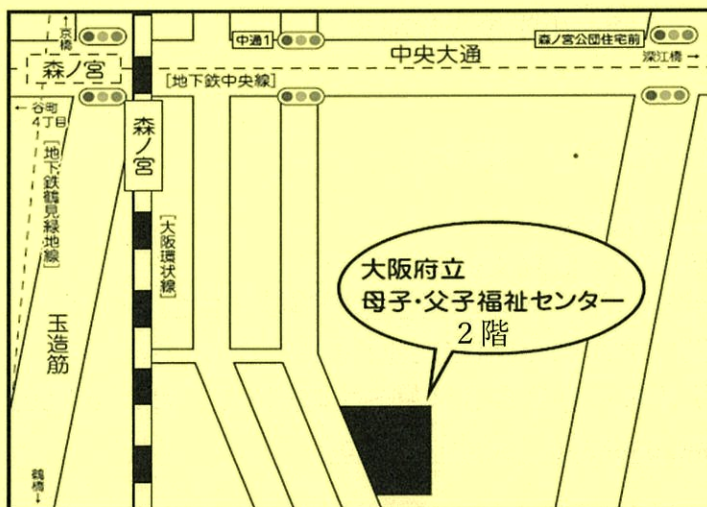 ↑京橋
中通1
森ノ宮公団住宅前
中央大通
深江橋→
森ノ宮
[地下鉄中央線]
←谷町
4丁目
森ノ宮
[地下鉄鶴見緑地線]
[大阪環状線]
大阪府立
母子・父子福祉センター
2階
玉造筋
鶴橋↓